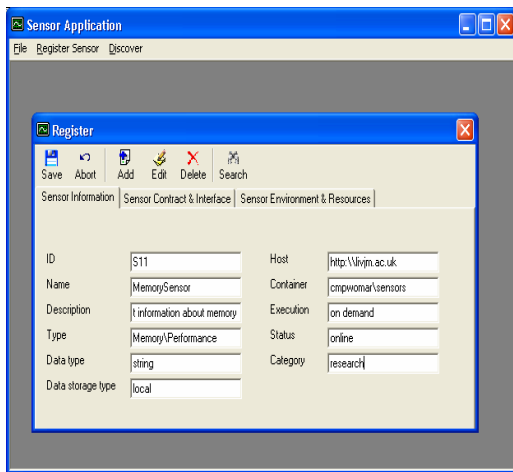 Sensor Application
File Register Sensor Discover
Register
Save Abort Add Edit Delete Search
Sensor Information Sensor Contract & Interface Sensor Environment & Resources
ID S11 Host http:\\livjm.ac.uk
Name MemorySensor Container cmpwomar\sensors
Description t information about memory Execution on demand
Type Memory\Performance Status online
Data type string Category research
Data storage type local